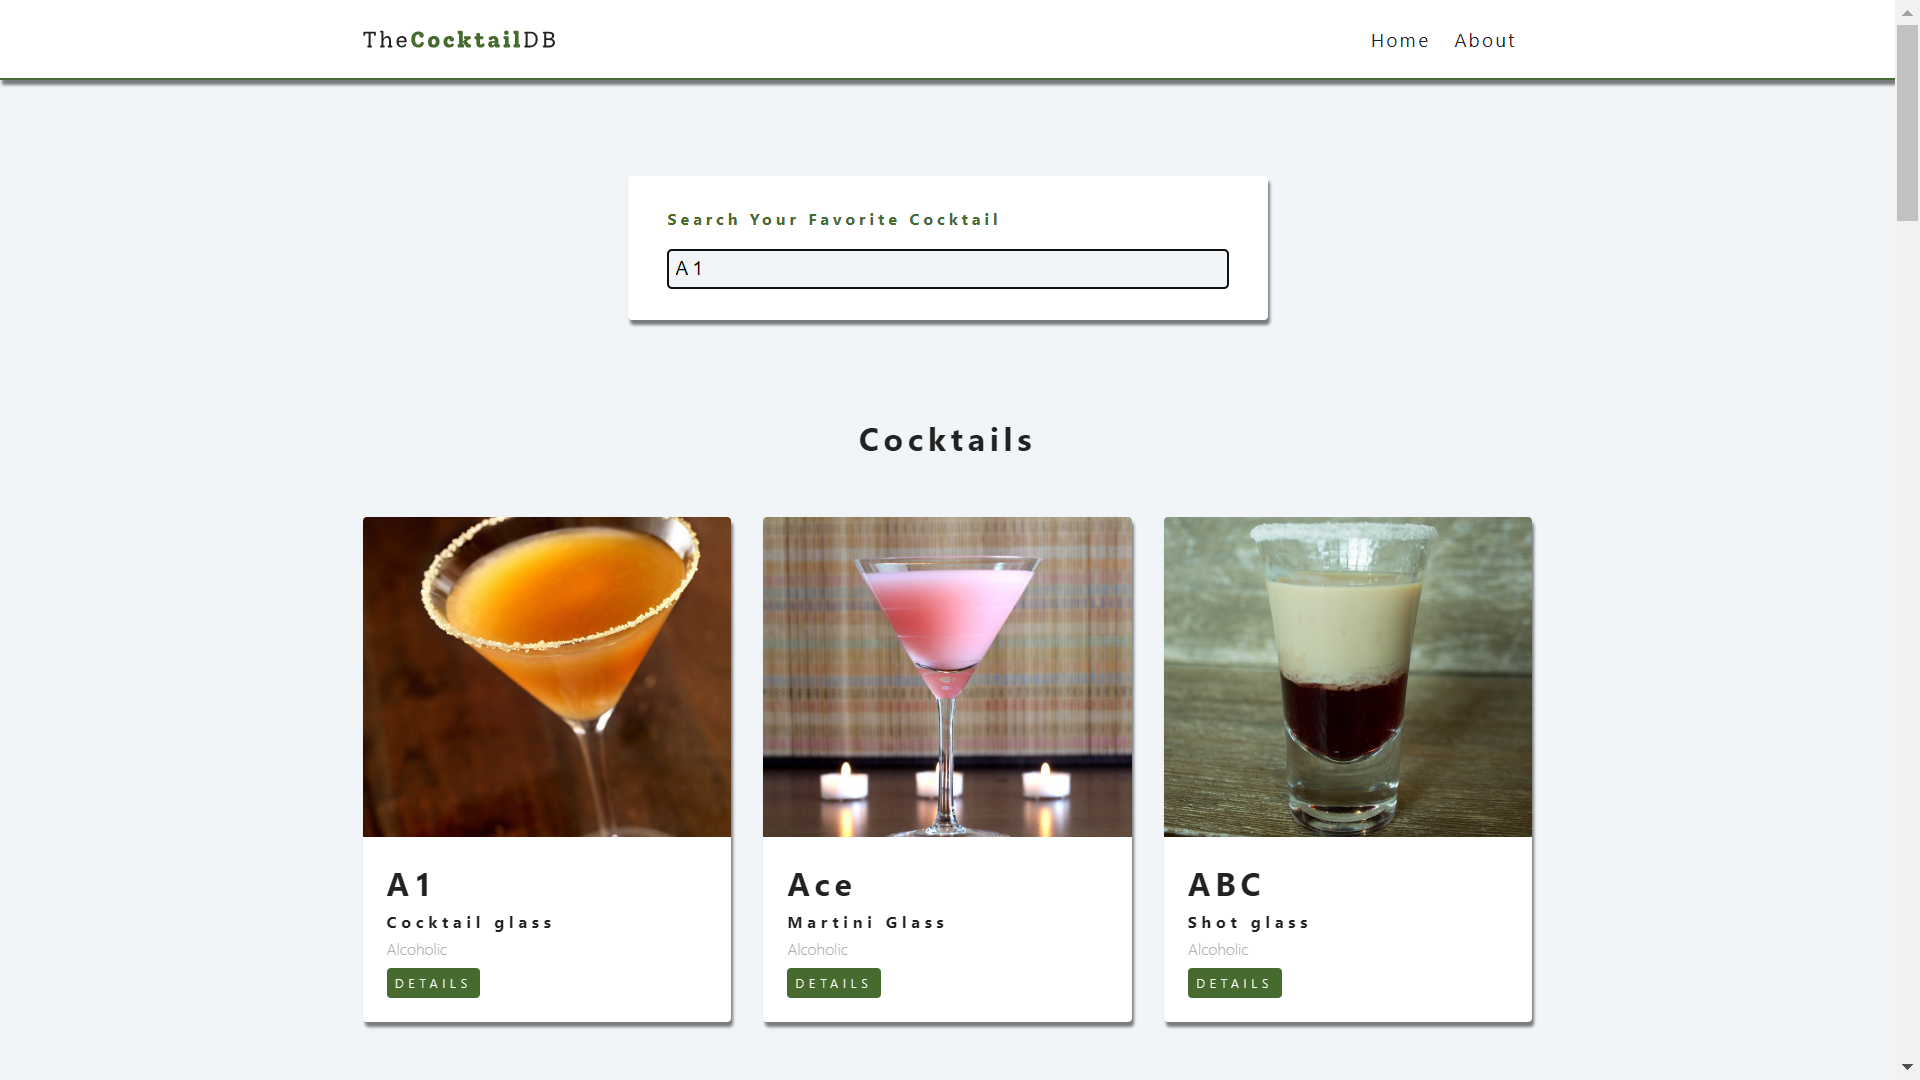 TheCocktailDB
Home About
Search Your Favorite Cocktail
A1
Cocktails
A1
Cocktail glass
Alcoholic
DETAILS
Ace
Martini Glass
Alcoholic
DETAILS
ABC
Shot glass
Alcoholic
DETAILS